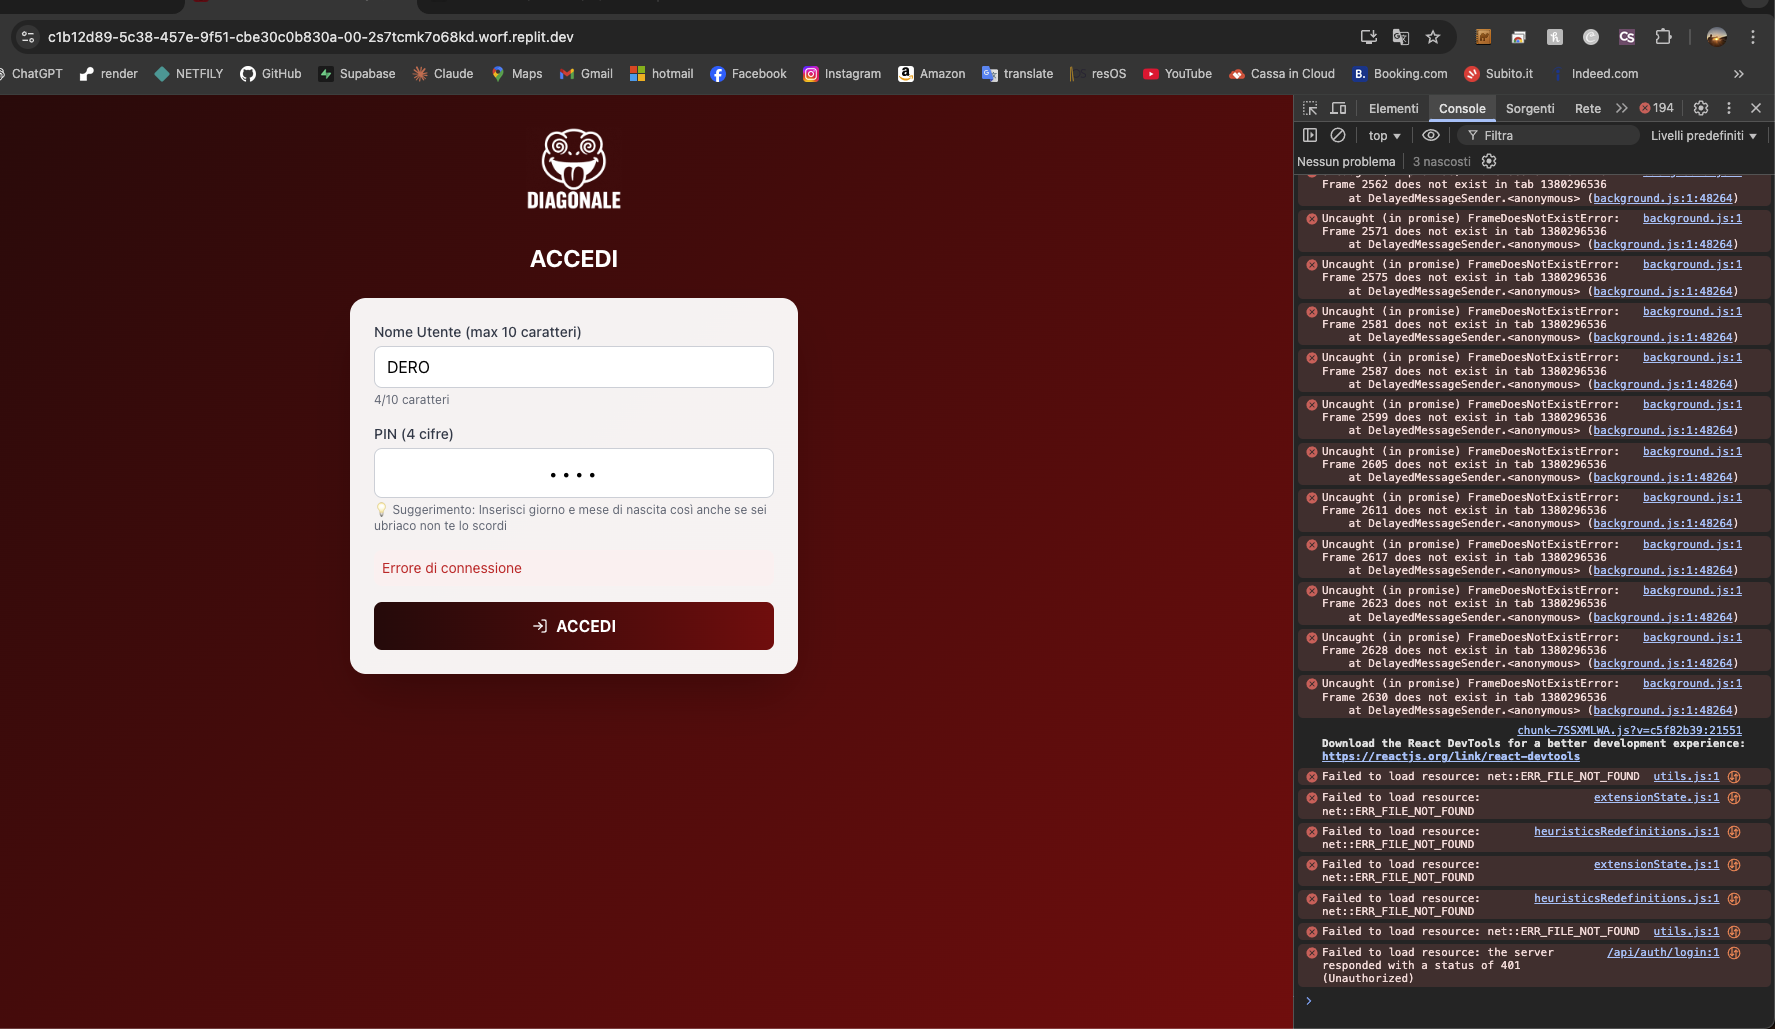 c1b12d89-5c38-457e-9f51-cbe30c0b830a-00-2s7tcmk7o68kd.worf.replit.dev
ChatGPT render NETFILY GitHub Supabase Claude Maps Gmail hotmail Facebook Instagram Amazon translate resOS YouTube Cassa in Cloud Booking.com Subito.it Indeed.com »
DIAGONALE
ACCEDI
Nome Utente (max 10 caratteri)
DERO
4/10 caratteri
PIN (4 cifre)
••••
💡 Suggerimento: Inserisci giorno e mese di nascita così anche se sei
ubriaco non te lo scordi
Errore di connessione
ACCEDI
Elementi Console Sorgenti Rete » 194
top ▼ Filtra Livelli predefiniti ▼
Nessun problema 3 nascosti
Frame 2562 does not exist in tab 1380296536
at DelayedMessageSender.<anonymous> (background.js:1:48264)
Uncaught (in promise) FrameDoesNotExistError: background.js:1
Frame 2571 does not exist in tab 1380296536
at DelayedMessageSender.<anonymous> (background.js:1:48264)
Uncaught (in promise) FrameDoesNotExistError: background.js:1
Frame 2575 does not exist in tab 1380296536
at DelayedMessageSender.<anonymous> (background.js:1:48264)
Uncaught (in promise) FrameDoesNotExistError: background.js:1
Frame 2581 does not exist in tab 1380296536
at DelayedMessageSender.<anonymous> (background.js:1:48264)
Uncaught (in promise) FrameDoesNotExistError: background.js:1
Frame 2587 does not exist in tab 1380296536
at DelayedMessageSender.<anonymous> (background.js:1:48264)
Uncaught (in promise) FrameDoesNotExistError: background.js:1
Frame 2599 does not exist in tab 1380296536
at DelayedMessageSender.<anonymous> (background.js:1:48264)
Uncaught (in promise) FrameDoesNotExistError: background.js:1
Frame 2605 does not exist in tab 1380296536
at DelayedMessageSender.<anonymous> (background.js:1:48264)
Uncaught (in promise) FrameDoesNotExistError: background.js:1
Frame 2611 does not exist in tab 1380296536
at DelayedMessageSender.<anonymous> (background.js:1:48264)
Uncaught (in promise) FrameDoesNotExistError: background.js:1
Frame 2617 does not exist in tab 1380296536
at DelayedMessageSender.<anonymous> (background.js:1:48264)
Uncaught (in promise) FrameDoesNotExistError: background.js:1
Frame 2623 does not exist in tab 1380296536
at DelayedMessageSender.<anonymous> (background.js:1:48264)
Uncaught (in promise) FrameDoesNotExistError: background.js:1
Frame 2628 does not exist in tab 1380296536
at DelayedMessageSender.<anonymous> (background.js:1:48264)
Uncaught (in promise) FrameDoesNotExistError: background.js:1
Frame 2630 does not exist in tab 1380296536
at DelayedMessageSender.<anonymous> (background.js:1:48264)
chunk-7SSXMLWA.js?v=c5f82b39:21551
Download the React DevTools for a better development experience:
https://reactjs.org/link/react-devtools
Failed to load resource: net::ERR_FILE_NOT_FOUND utils.js:1
Failed to load resource: extensionState.js:1
net::ERR_FILE_NOT_FOUND
Failed to load resource: heuristicsRedefinitions.js:1
net::ERR_FILE_NOT_FOUND
Failed to load resource: extensionState.js:1
net::ERR_FILE_NOT_FOUND
Failed to load resource: heuristicsRedefinitions.js:1
net::ERR_FILE_NOT_FOUND
Failed to load resource: net::ERR_FILE_NOT_FOUND utils.js:1
Failed to load resource: the server /api/auth/login:1
responded with a status of 401
(Unauthorized)